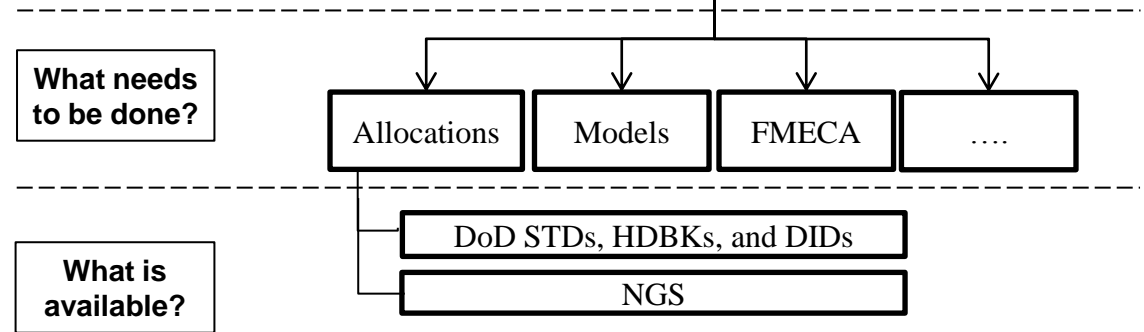 What needs
to be done?
Allocations
Models
FMECA
....
DoD STDs, HDBKs, and DIDs
What is
available?
NGS